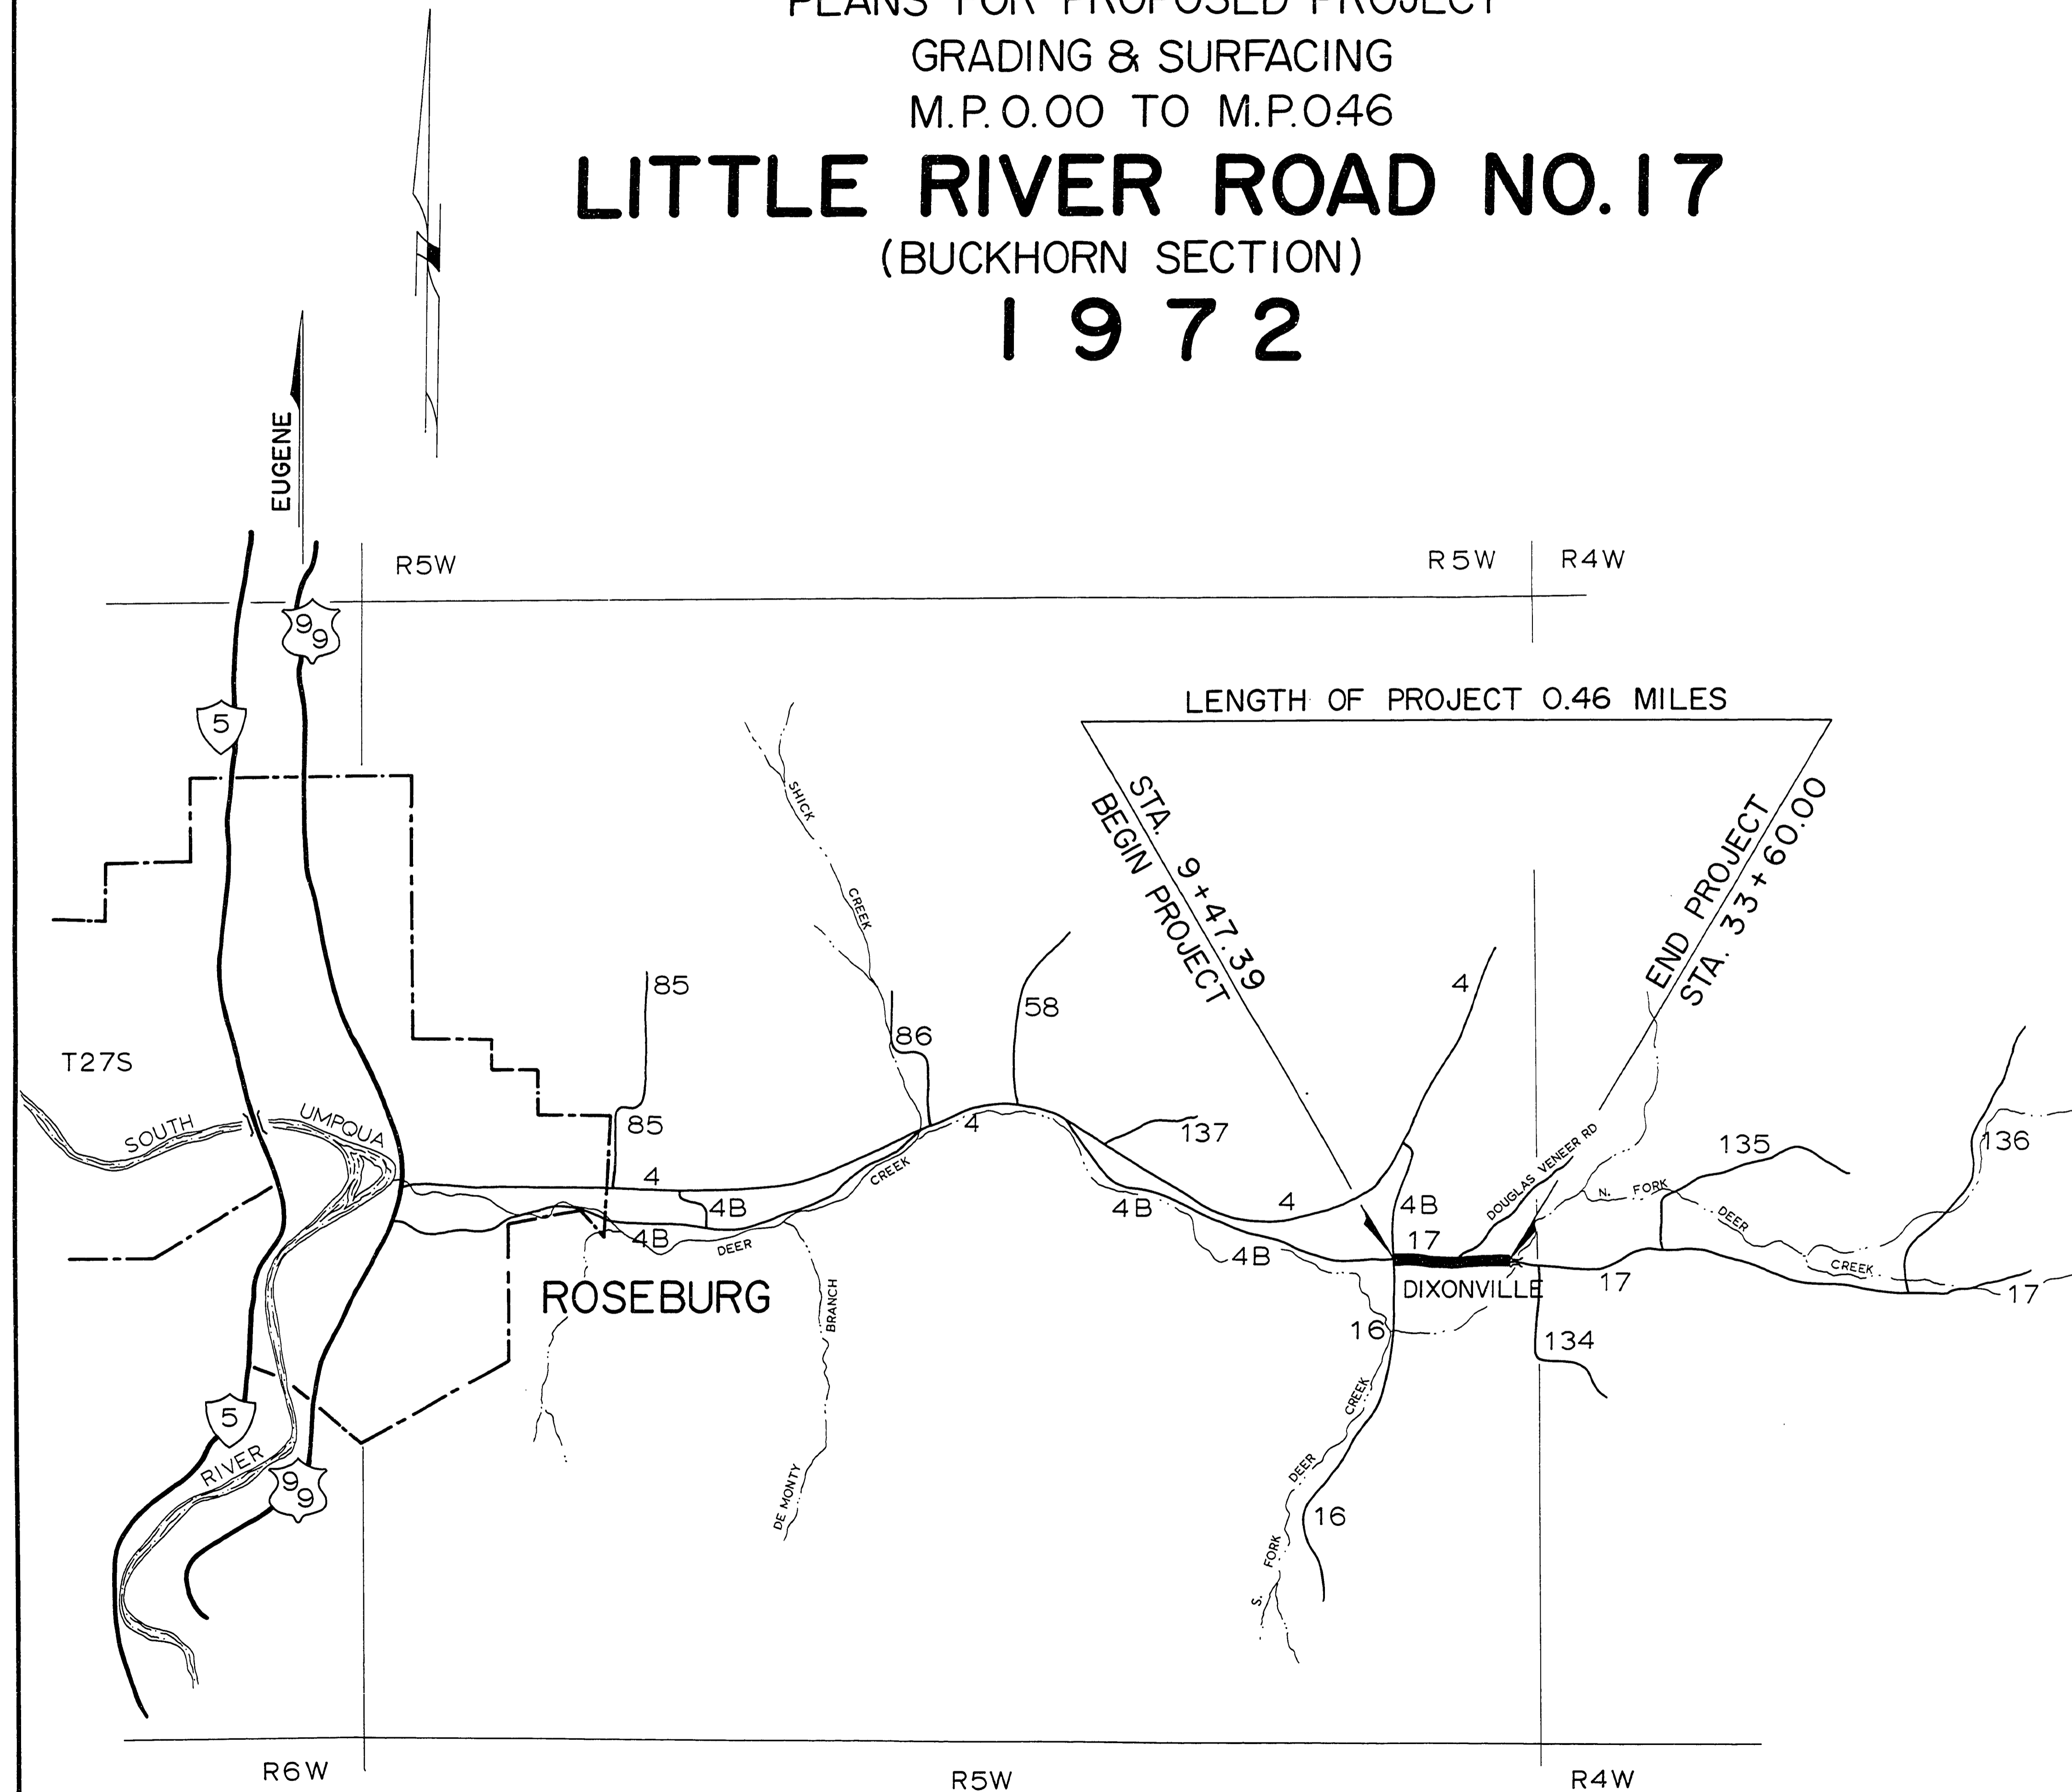 PLANS FOR PROPOSED PROJECT
GRADING & SURFACING
M.P. 0.00 TO M.P. 0.46
LITTLE RIVER ROAD NO. 17
(BUCKHORN SECTION)
1972
EUGENE
R5W
R5W
R4W
99
5
LENGTH OF PROJECT 0.46 MILES
STA. 9+47.39
BEGIN PROJECT
END PROJECT
STA. 33+60.00
SHICK
CREEK
85
86
58
4
T27S
SOUTH
UMPQUA
85
4
137
DOUGLAS VENEER RD
135
136
4
CREEK
4B
4B
4
4B
N. FORK
DEER
4B
DEER
4B
17
CREEK
ROSEBURG
DIXONVILLE
17
17
BRANCH
16
134
5
RIVER
99
CREEK
DEER
DE MONTY
16
FORK
S.
R6W
R5W
R4W